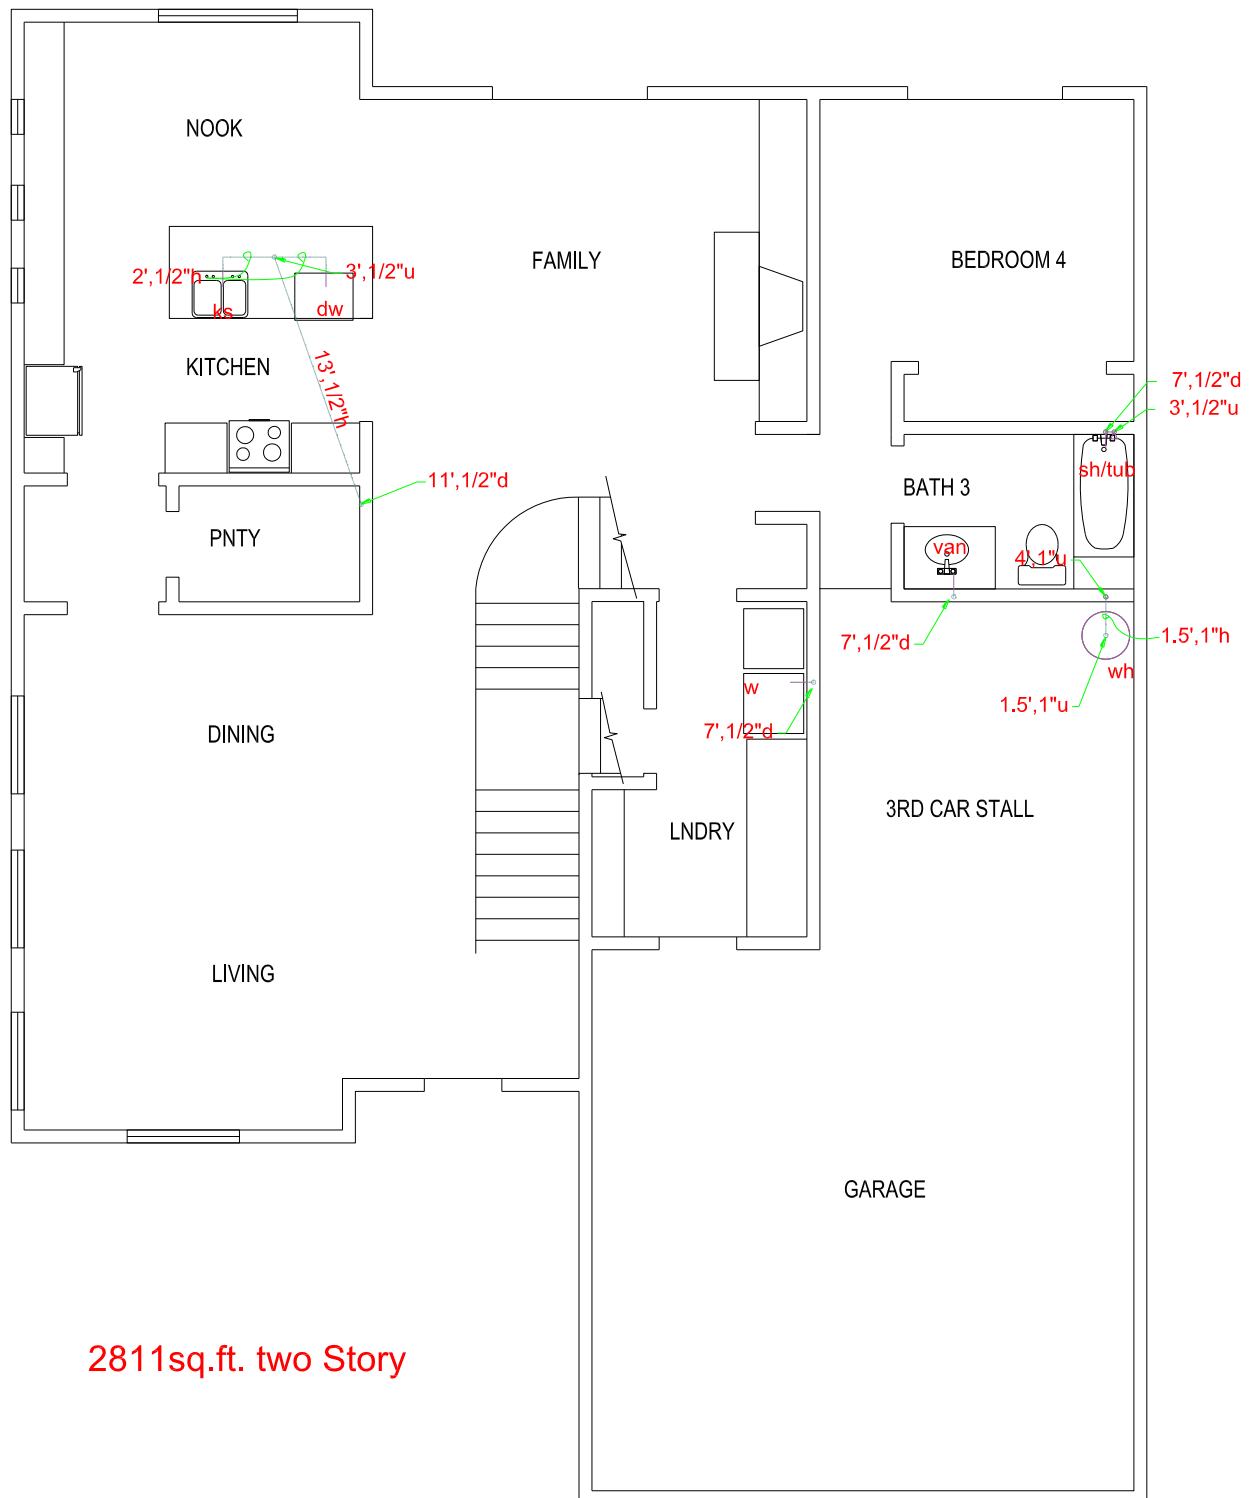 NOOK
FAMILY
BEDROOM 4
2',1/2"h
3',1/2"u
ks
dw
KITCHEN
13',1/2"h
7',1/2"d
3',1/2"u
11',1/2"d
sh/tub
BATH 3
PNTY
van
4',1"u
7',1/2"d
1.5',1"h
wh
w
1.5',1"u
7',1/2"d
DINING
3RD CAR STALL
LNDRY
LIVING
GARAGE
2811sq.ft. two Story